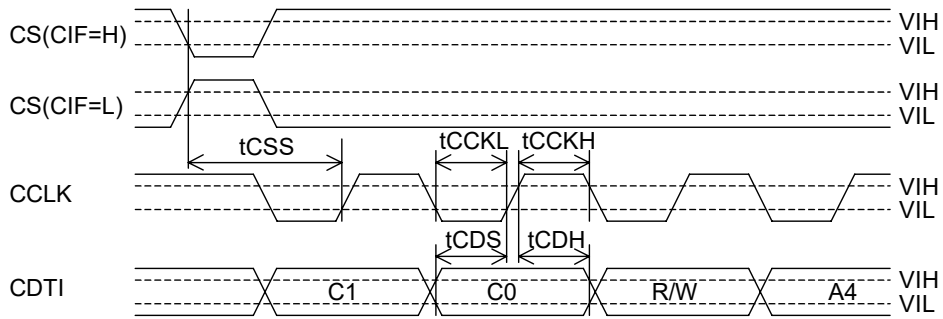 CS(CIF=H)
VIH
VIL
CS(CIF=L)
VIH
VIL
tCSS
tCCKL
tCCKH
CCLK
VIH
VIL
tCDS
tCDH
CDTI
C1
C0
R/W
A4
VIH
VIL